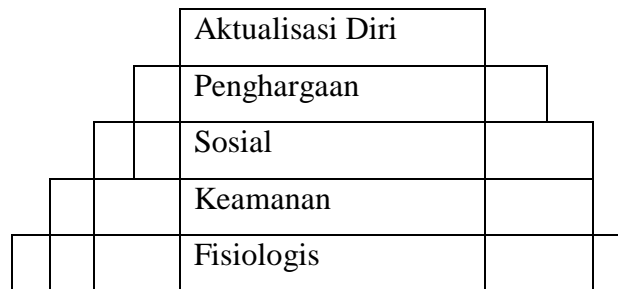 Aktualisasi Diri
Penghargaan
Sosial
Keamanan
Fisiologis